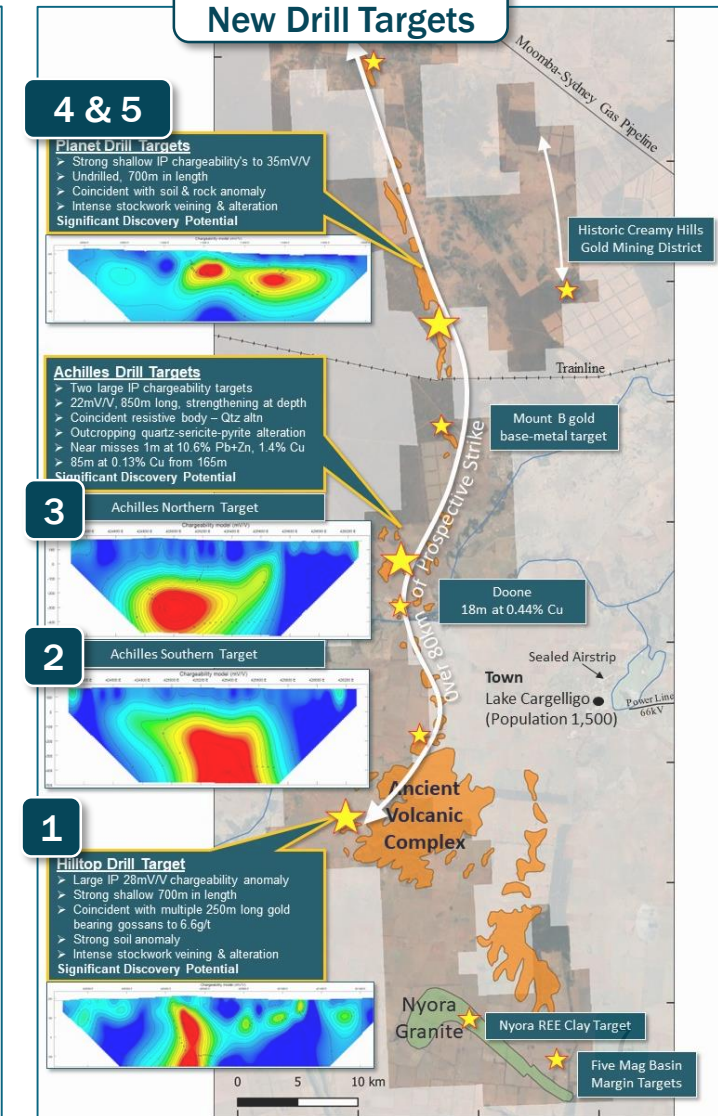 New Drill Targets
Moomba-Sydney Gas Pipeline
4 & 5
Planet Drill Targets
➢ Strong shallow IP chargeability's to 35mV/V
➢ Undrilled, 700m in length
➢ Coincident with soil & rock anomaly
➢ Intense stockwork veining & alteration
Significant Discovery Potential
Historic Creamy Hills
Gold Mining District
Trainline
Achilles Drill Targets
➢ Two large IP chargeability targets
➢ 22mV/V, 850m long, strengthening at depth
➢ Coincident resistive body – Qtz altn
➢ Outcropping quartz-sericite-pyrite alteration
➢ Near misses 1m at 10.6% Pb+Zn, 1.4% Cu
➢ 85m at 0.13% Cu from 165m
Significant Discovery Potential
Mount B gold
base-metal target
Over 80km of Prospective Strike
3
Achilles Northern Target
Chargeability model (mV/V)
Doone
18m at 0.44% Cu
2
Achilles Southern Target
Chargeability model (mV/V)
Sealed Airstrip
Town
Lake Cargelligo
(Population 1,500)
Power Line
66kV
Ancient
Volcanic
Complex
1
Hilltop Drill Target
➢ Large IP 28mV/V chargeability anomaly
➢ Strong shallow 700m in length
➢ Coincident with multiple 250m long gold
bearing gossans to 6.6g/t
➢ Strong soil anomaly
➢ Intense stockwork veining & alteration
Significant Discovery Potential
Nyora
Granite
Nyora REE Clay Target
Five Mag Basin
Margin Targets
0 5 10 km